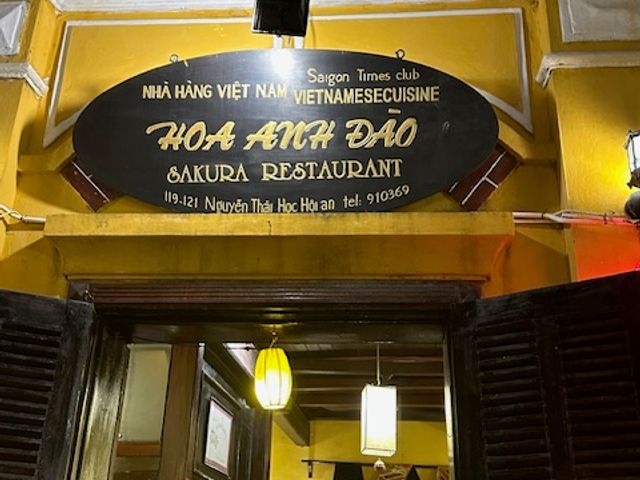 NHÀ HÀNG VIỆT NAM
Saigon Times club
VIETNAMESECUISINE
HOA ANH ĐÀO
SAKURA RESTAURANT
119-121 Nguyễn Thái Học Hội an tel: 910369